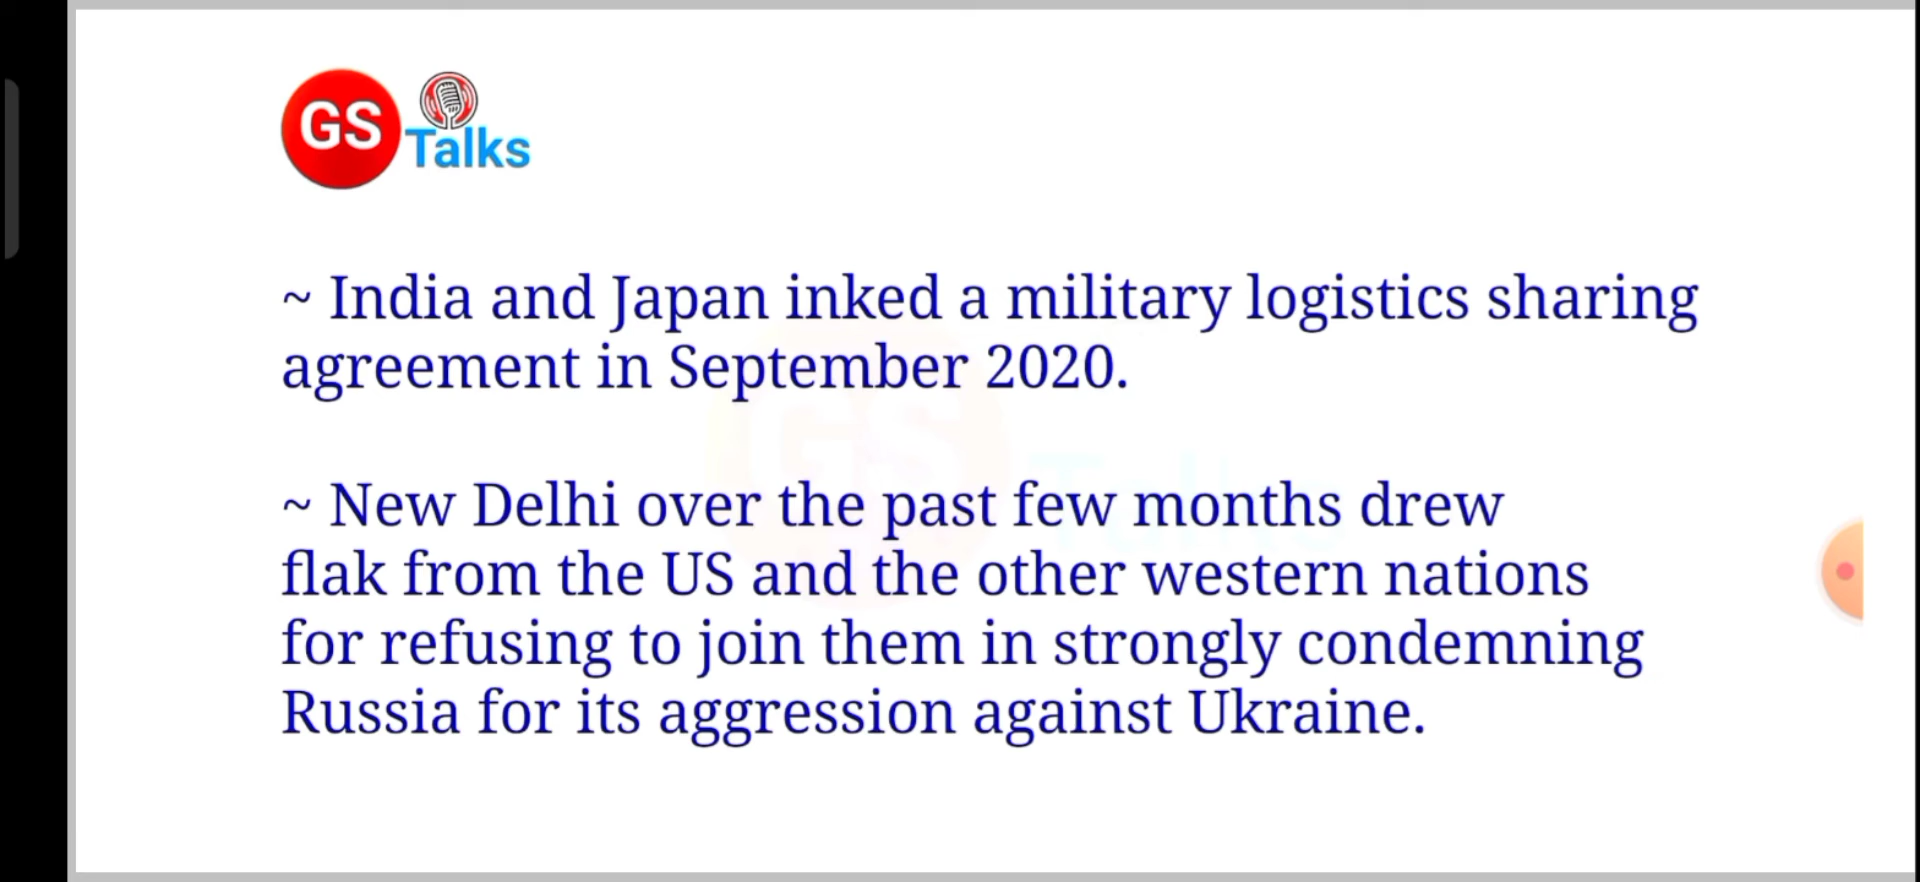 GS
Talks
~ India and Japan inked a military logistics sharing
agreement in September 2020.
~ New Delhi over the past few months drew
flak from the US and the other western nations
for refusing to join them in strongly condemning
Russia for its aggression against Ukraine.
GS
Talks